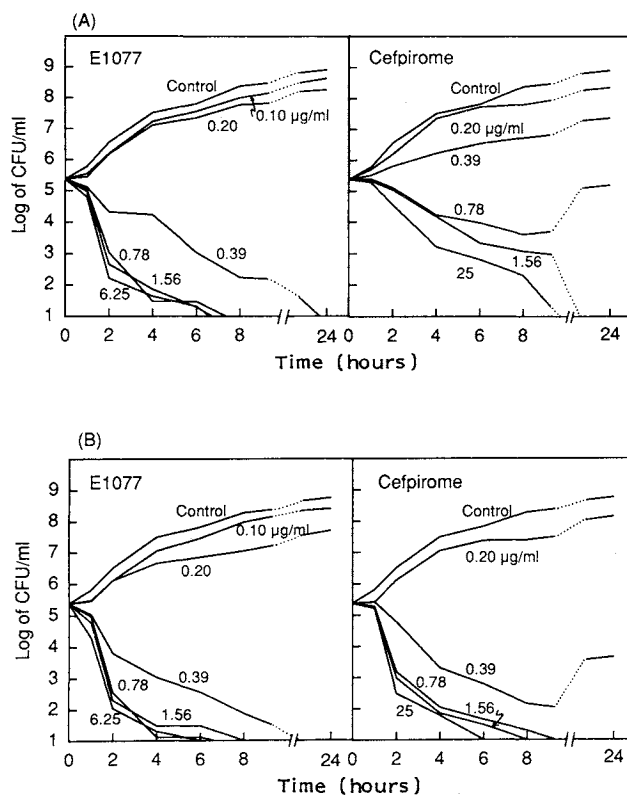 (A)
E1077
Cefpirome
Log of CFU/ml
9
8
7
6
5
4
3
2
1
Control
0.10 µg/ml
0.20
0.39
0.78
1.56
6.25
Control
0.20 µg/ml
0.39
0.78
1.56
25
0 2 4 6 8 24
0 2 4 6 8 24
Time (hours)
Time (hours)
(B)
E1077
Cefpirome
Log of CFU/ml
9
8
7
6
5
4
3
2
1
Control
0.10 µg/ml
0.20
0.39
0.78
1.56
6.25
Control
0.20 µg/ml
0.39
0.78
1.56
25
0 2 4 6 8 24
0 2 4 6 8 24
Time (hours)
Time (hours)